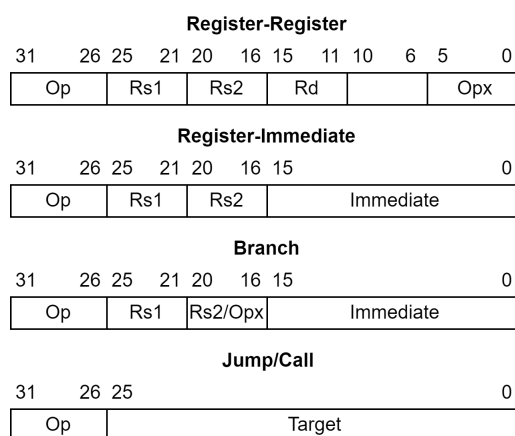 Register-Register
31 26 25 21 20 16 15 11 10 6 5 0
Op Rs1 Rs2 Rd Opx
Register-Immediate
31 26 25 21 20 16 15 0
Op Rs1 Rs2 Immediate
Branch
31 26 25 21 20 16 15 0
Op Rs1 Rs2/Opx Immediate
Jump/Call
31 26 25 0
Op Target